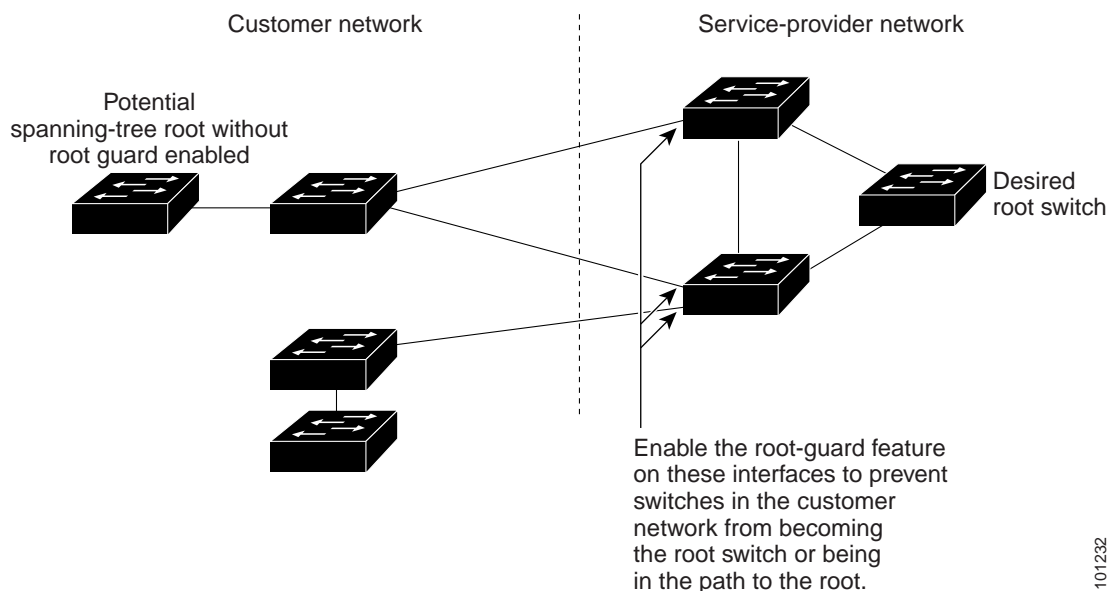 Customer network
Service-provider network
Potential
spanning-tree root without
root guard enabled
Desired
root switch
Enable the root-guard feature
on these interfaces to prevent
switches in the customer
network from becoming
the root switch or being
in the path to the root.
101232